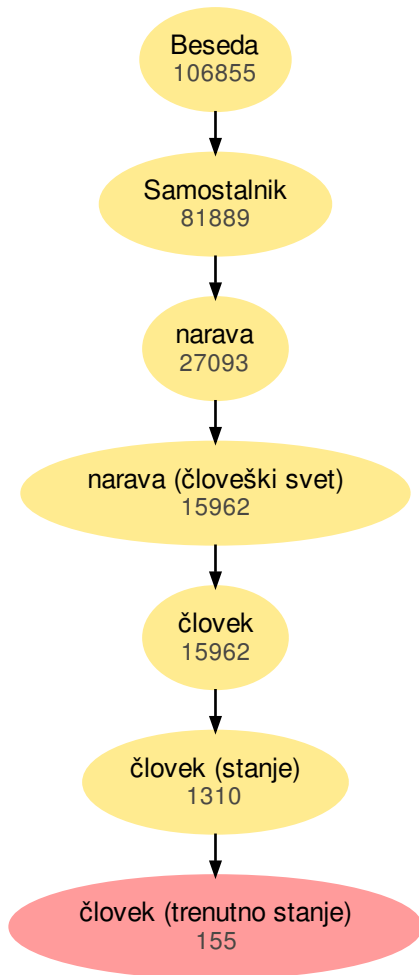 Beseda
106855
Samostalnik
81889
narava
27093
narava (človeški svet)
15962
človek
15962
človek (stanje)
1310
človek (trenutno stanje)
155